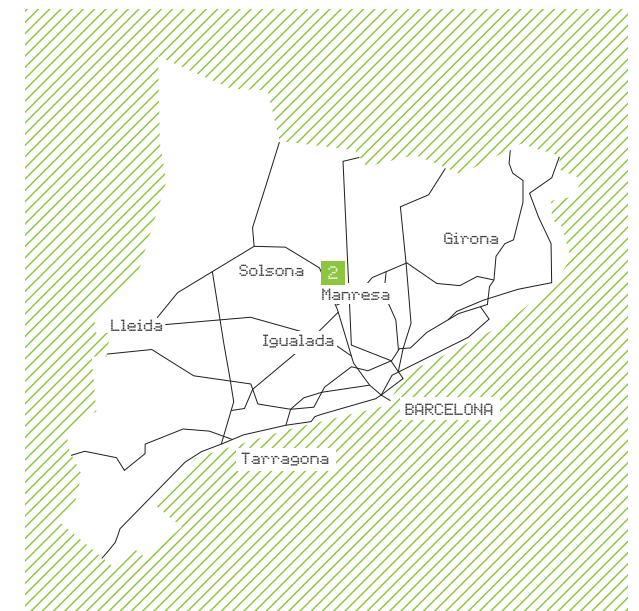 Girona
Solsona
2
Manresa
Lleida
Igualada
BARCELONA
Tarragona